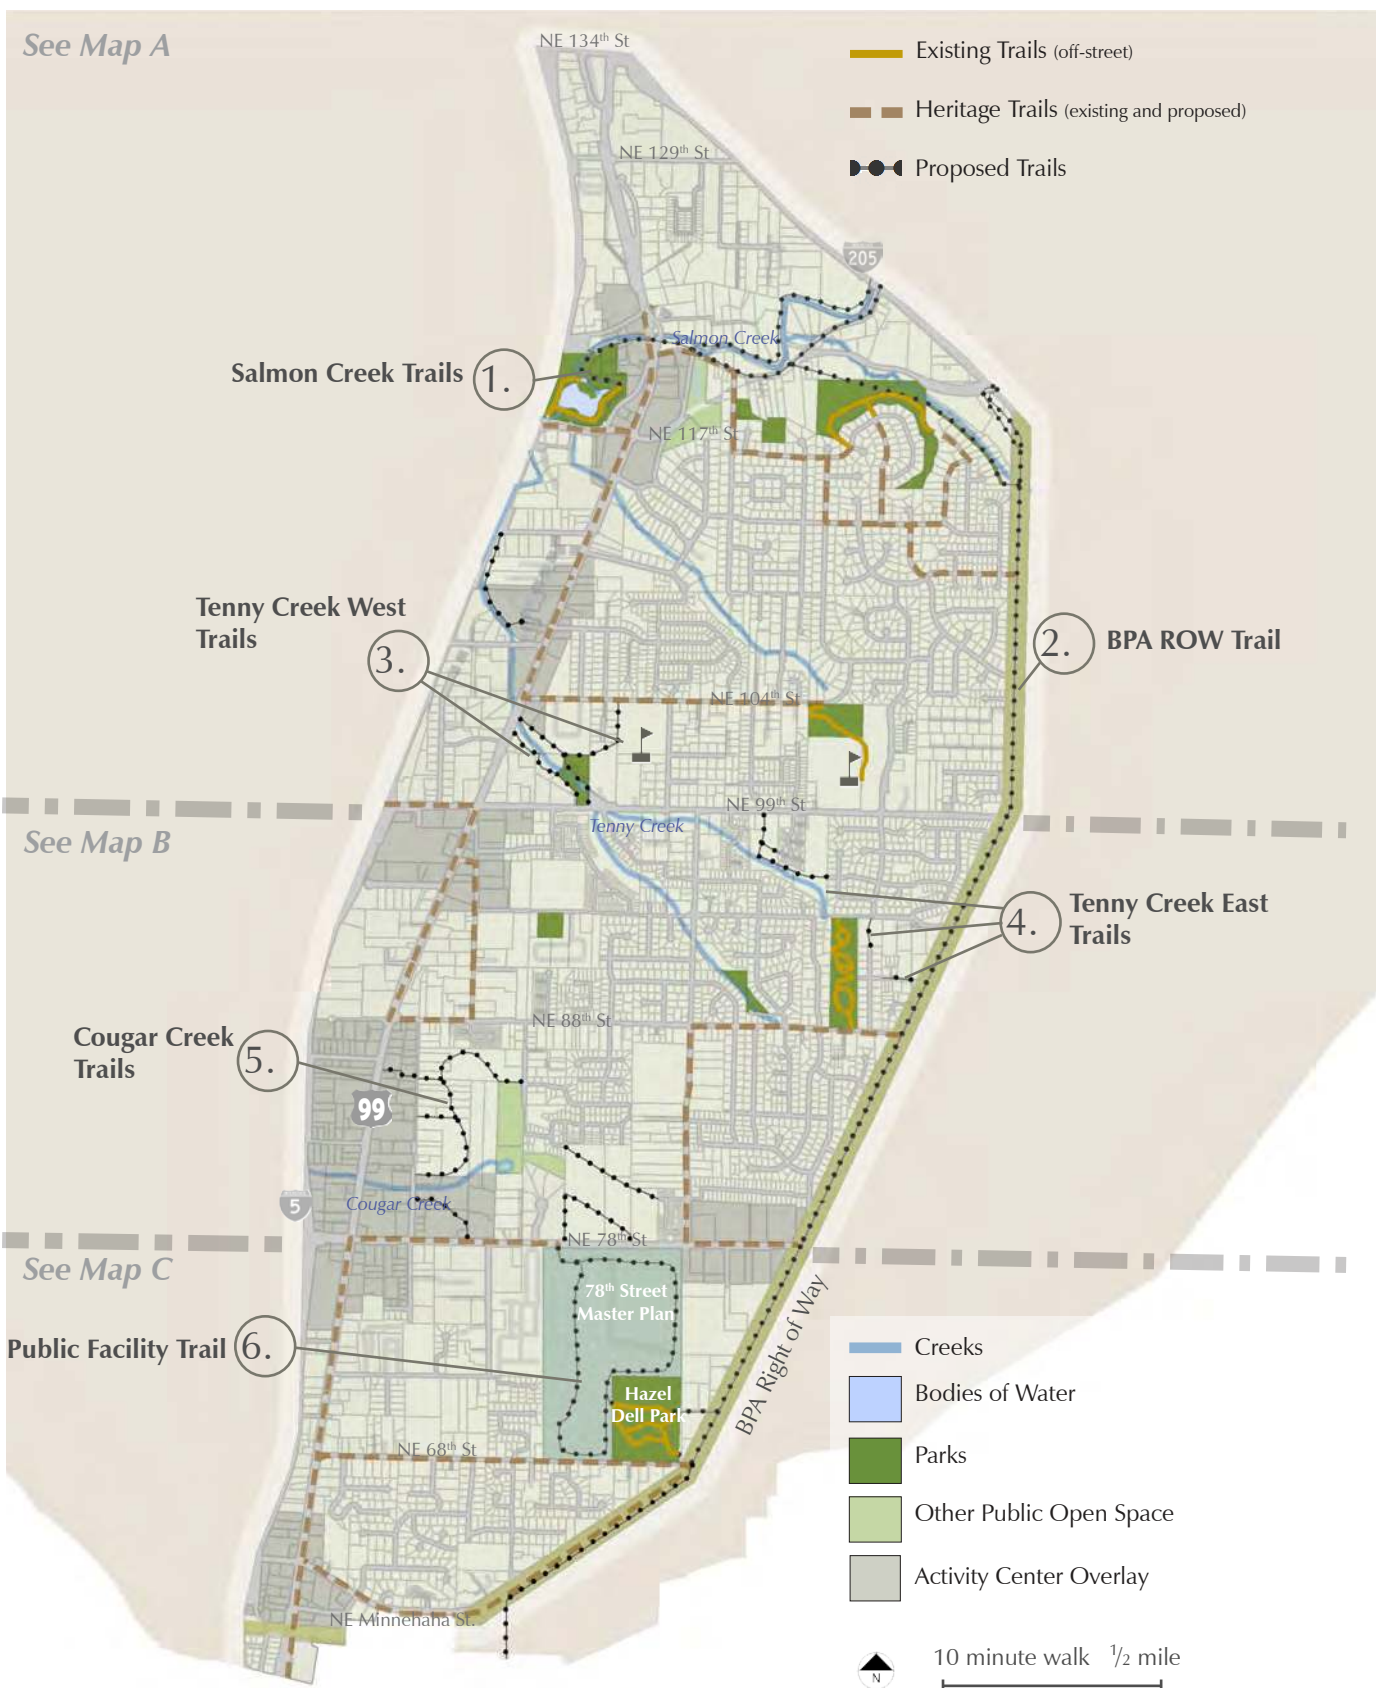 See Map A
NE 134th St
Existing Trails (off-street)
Heritage Trails (existing and proposed)
NE 129th St
Proposed Trails
205
Salmon Creek
Salmon Creek Trails 1.
NE 117th St
Tenny Creek West
Trails
3.
2. BPA ROW Trail
NE 104th St
NE 99th St
Tenny Creek
See Map B
4. Tenny Creek East
Trails
NE 88th St
Cougar Creek
Trails
5.
99
Cougar Creek
5
NE 78th St
See Map C
78th Street
Master Plan
Public Facility Trail 6.
Hazel
Dell Park
BPA Right of Way
NE 68th St
NE Minnehana St.
Creeks
Bodies of Water
Parks
Other Public Open Space
Activity Center Overlay
N
10 minute walk 1/2 mile